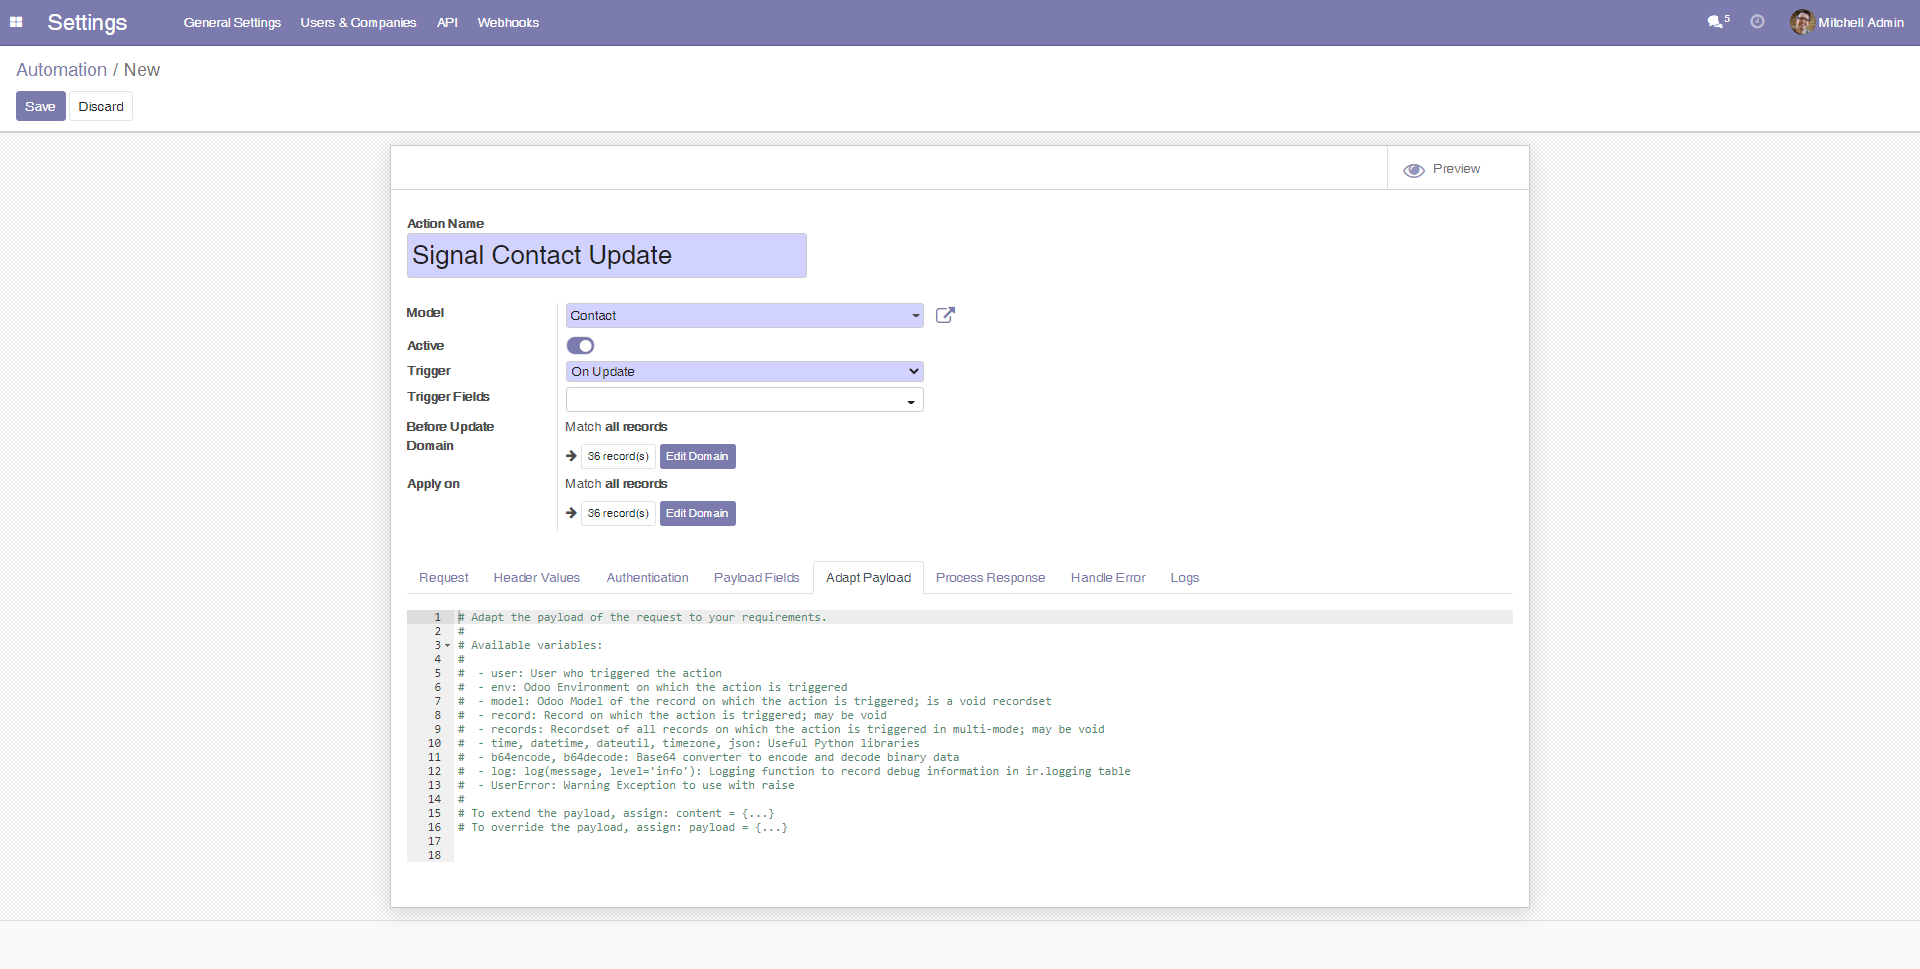 Settings General Settings Users & Companies API Webhooks 5 Mitchell Admin
Automation / New
Save Discard
Preview
Action Name
Signal Contact Update
Model Contact
Active
Trigger On Update
Trigger Fields
Before Update Domain Match all records
36 record(s) Edit Domain
Apply on Match all records
36 record(s) Edit Domain
Request Header Values Authentication Payload Fields Adapt Payload Process Response Handle Error Logs
1 # Adapt the payload of the request to your requirements.
2 #
3 # Available variables:
4 #
5 #  - user: User who triggered the action
6 #  - env: Odoo Environment on which the action is triggered
7 #  - model: Odoo Model of the record on which the action is triggered; is a void recordset
8 #  - record: Record on which the action is triggered; may be void
9 #  - records: Recordset of all records on which the action is triggered in multi-mode; may be void
10 #  - time, datetime, dateutil, timezone, json: Useful Python libraries
11 #  - b64encode, b64decode: Base64 converter to encode and decode binary data
12 #  - log: log(message, level='info'): Logging function to record debug information in ir.logging table
13 #  - UserError: Warning Exception to use with raise
14 #
15 # To extend the payload, assign: content = {...}
16 # To override the payload, assign: payload = {...}
17
18